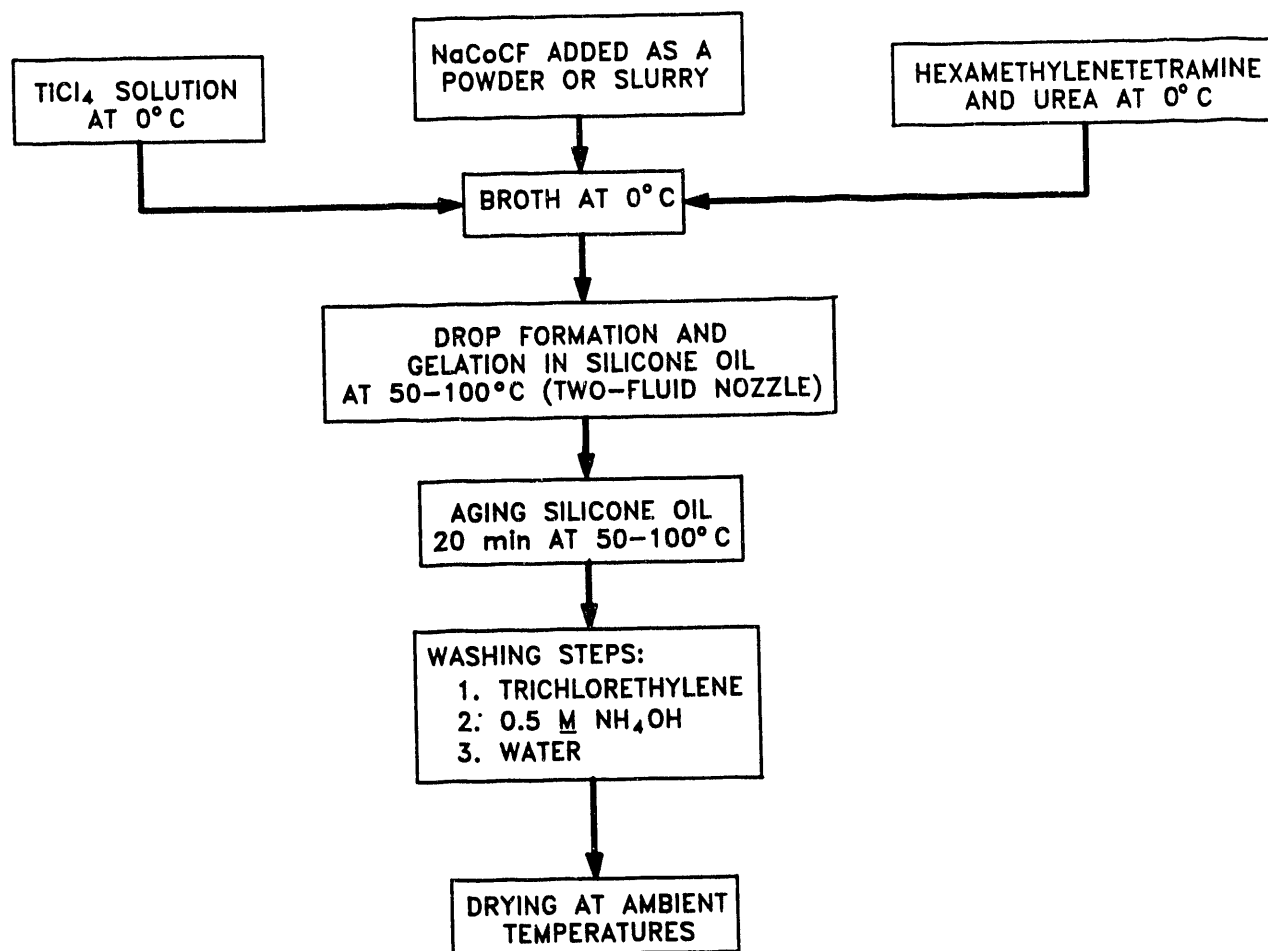 NaCoCF ADDED AS A
POWDER OR SLURRY
TiCl₄ SOLUTION
AT 0°C
HEXAMETHYLENETETRAMINE
AND UREA AT 0°C
BROTH AT 0°C
DROP FORMATION AND
GELATION IN SILICONE OIL
AT 50–100°C (TWO–FLUID NOZZLE)
AGING SILICONE OIL
20 min AT 50–100°C
WASHING STEPS:
1. TRICHLORETHYLENE
2. 0.5 M NH₄OH
3. WATER
DRYING AT AMBIENT
TEMPERATURES